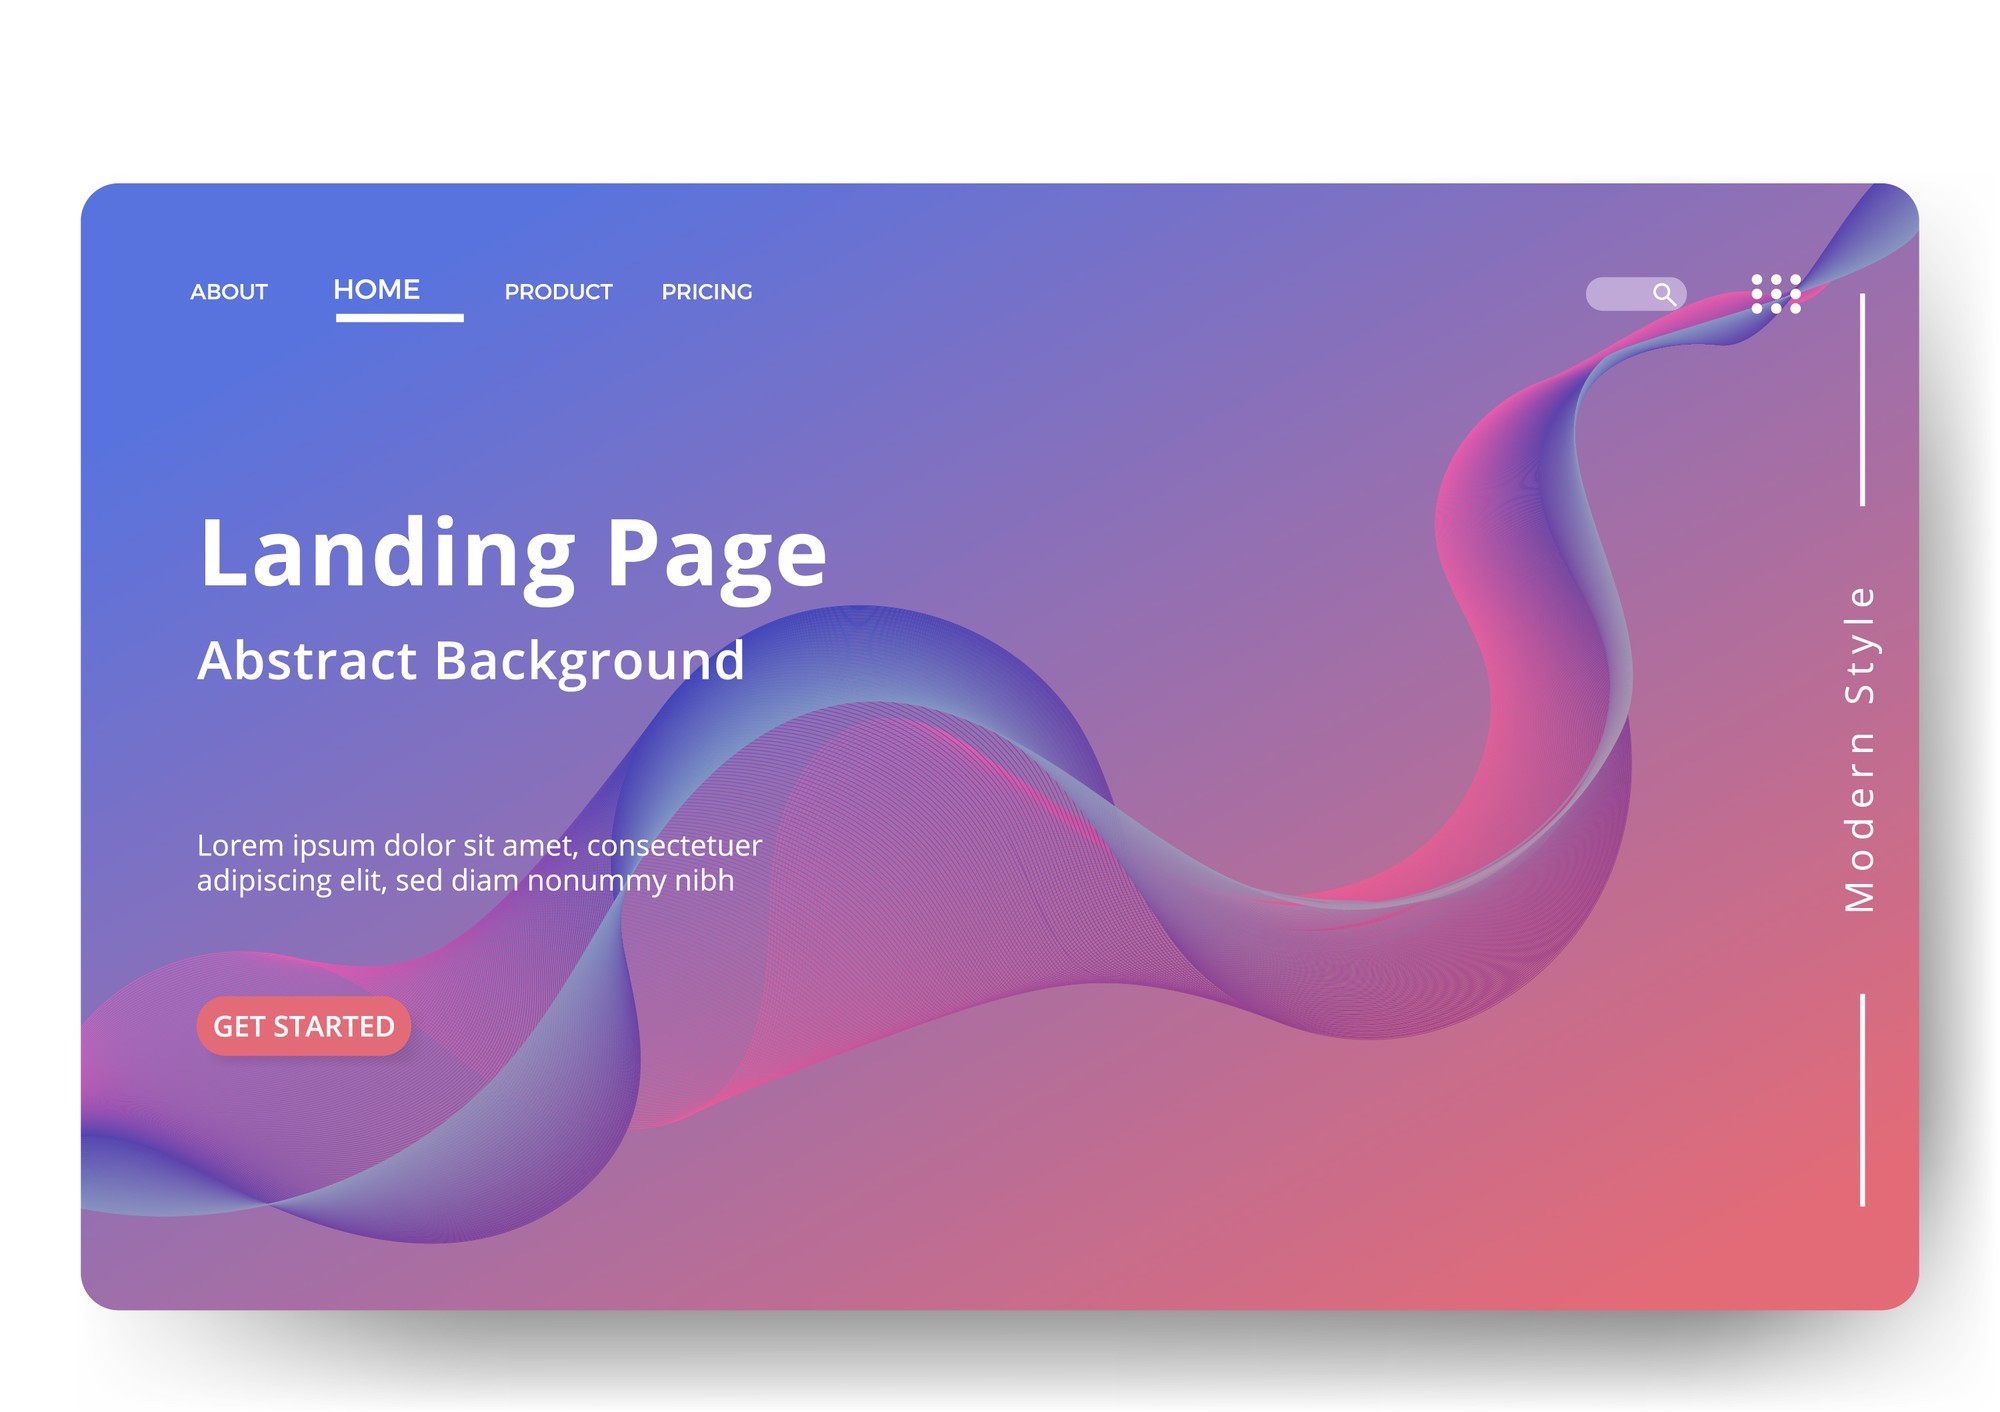 ABOUT HOME PRODUCT PRICING
Landing Page
Abstract Background
Lorem ipsum dolor sit amet, consectetuer
adipiscing elit, sed diam nonummy nibh
GET STARTED
Modern Style